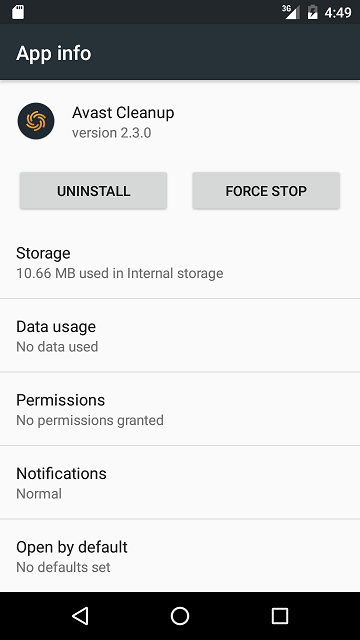 3G 4:49
App info
Avast Cleanup
version 2.3.0
UNINSTALL FORCE STOP
Storage
10.66 MB used in Internal storage
Data usage
No data used
Permissions
No permissions granted
Notifications
Normal
Open by default
No defaults set